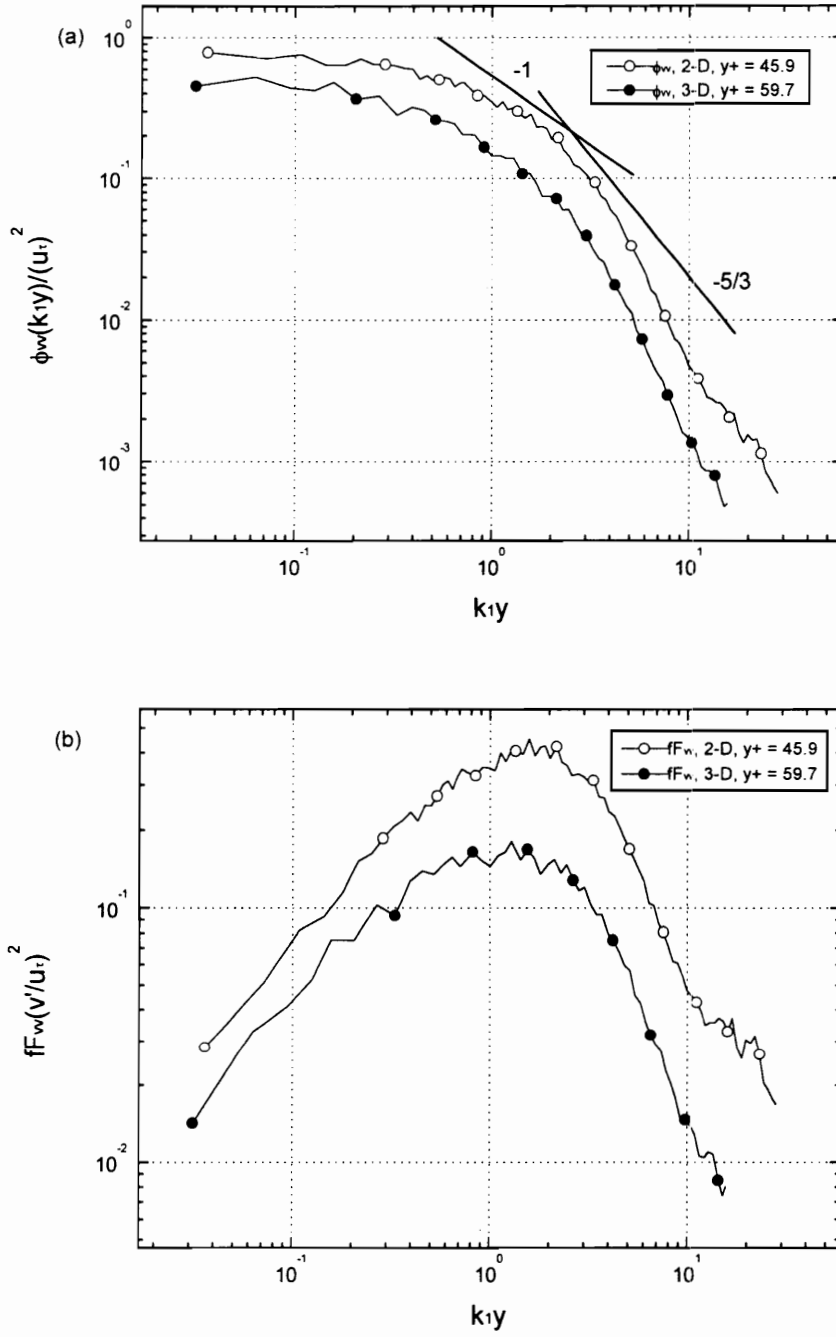 (a)
10⁰
10⁻¹
10⁻²
10⁻³
ϕw(k₁y)/(uτ)²
-1
-5/3
ϕw, 2-D, y+ = 45.9
ϕw, 3-D, y+ = 59.7
10⁻¹
10⁰
10¹
k₁y
(b)
10⁻¹
10⁻²
fFw(v'/uτ)²
fFw, 2-D, y+ = 45.9
fFw, 3-D, y+ = 59.7
10⁻¹
10⁰
10¹
k₁y